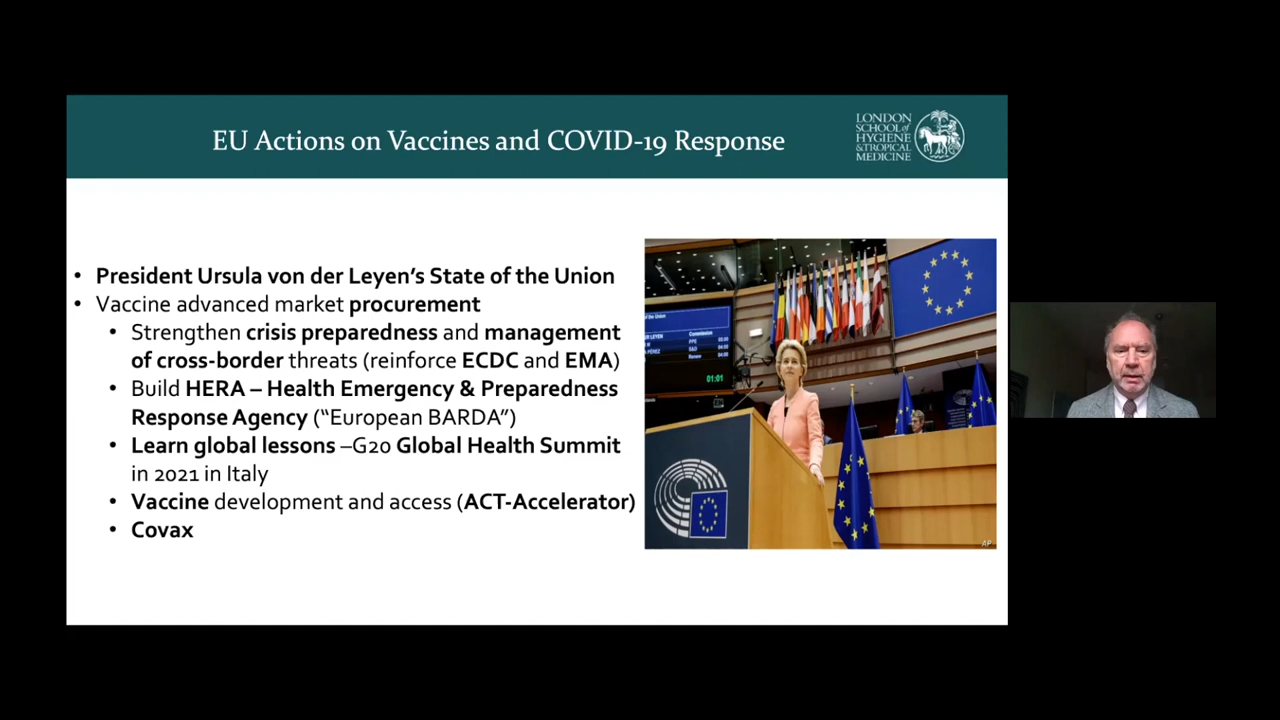 EU Actions on Vaccines and COVID-19 Response
LONDON
SCHOOL of
HYGIENE
& TROPICAL
MEDICINE
• President Ursula von der Leyen’s State of the Union
• Vaccine advanced market procurement
• Strengthen crisis preparedness and management
of cross-border threats (reinforce ECDC and EMA)
• Build HERA – Health Emergency & Preparedness
Response Agency (“European BARDA”)
• Learn global lessons –G20 Global Health Summit
in 2021 in Italy
• Vaccine development and access (ACT-Accelerator)
• Covax
01:01
AP